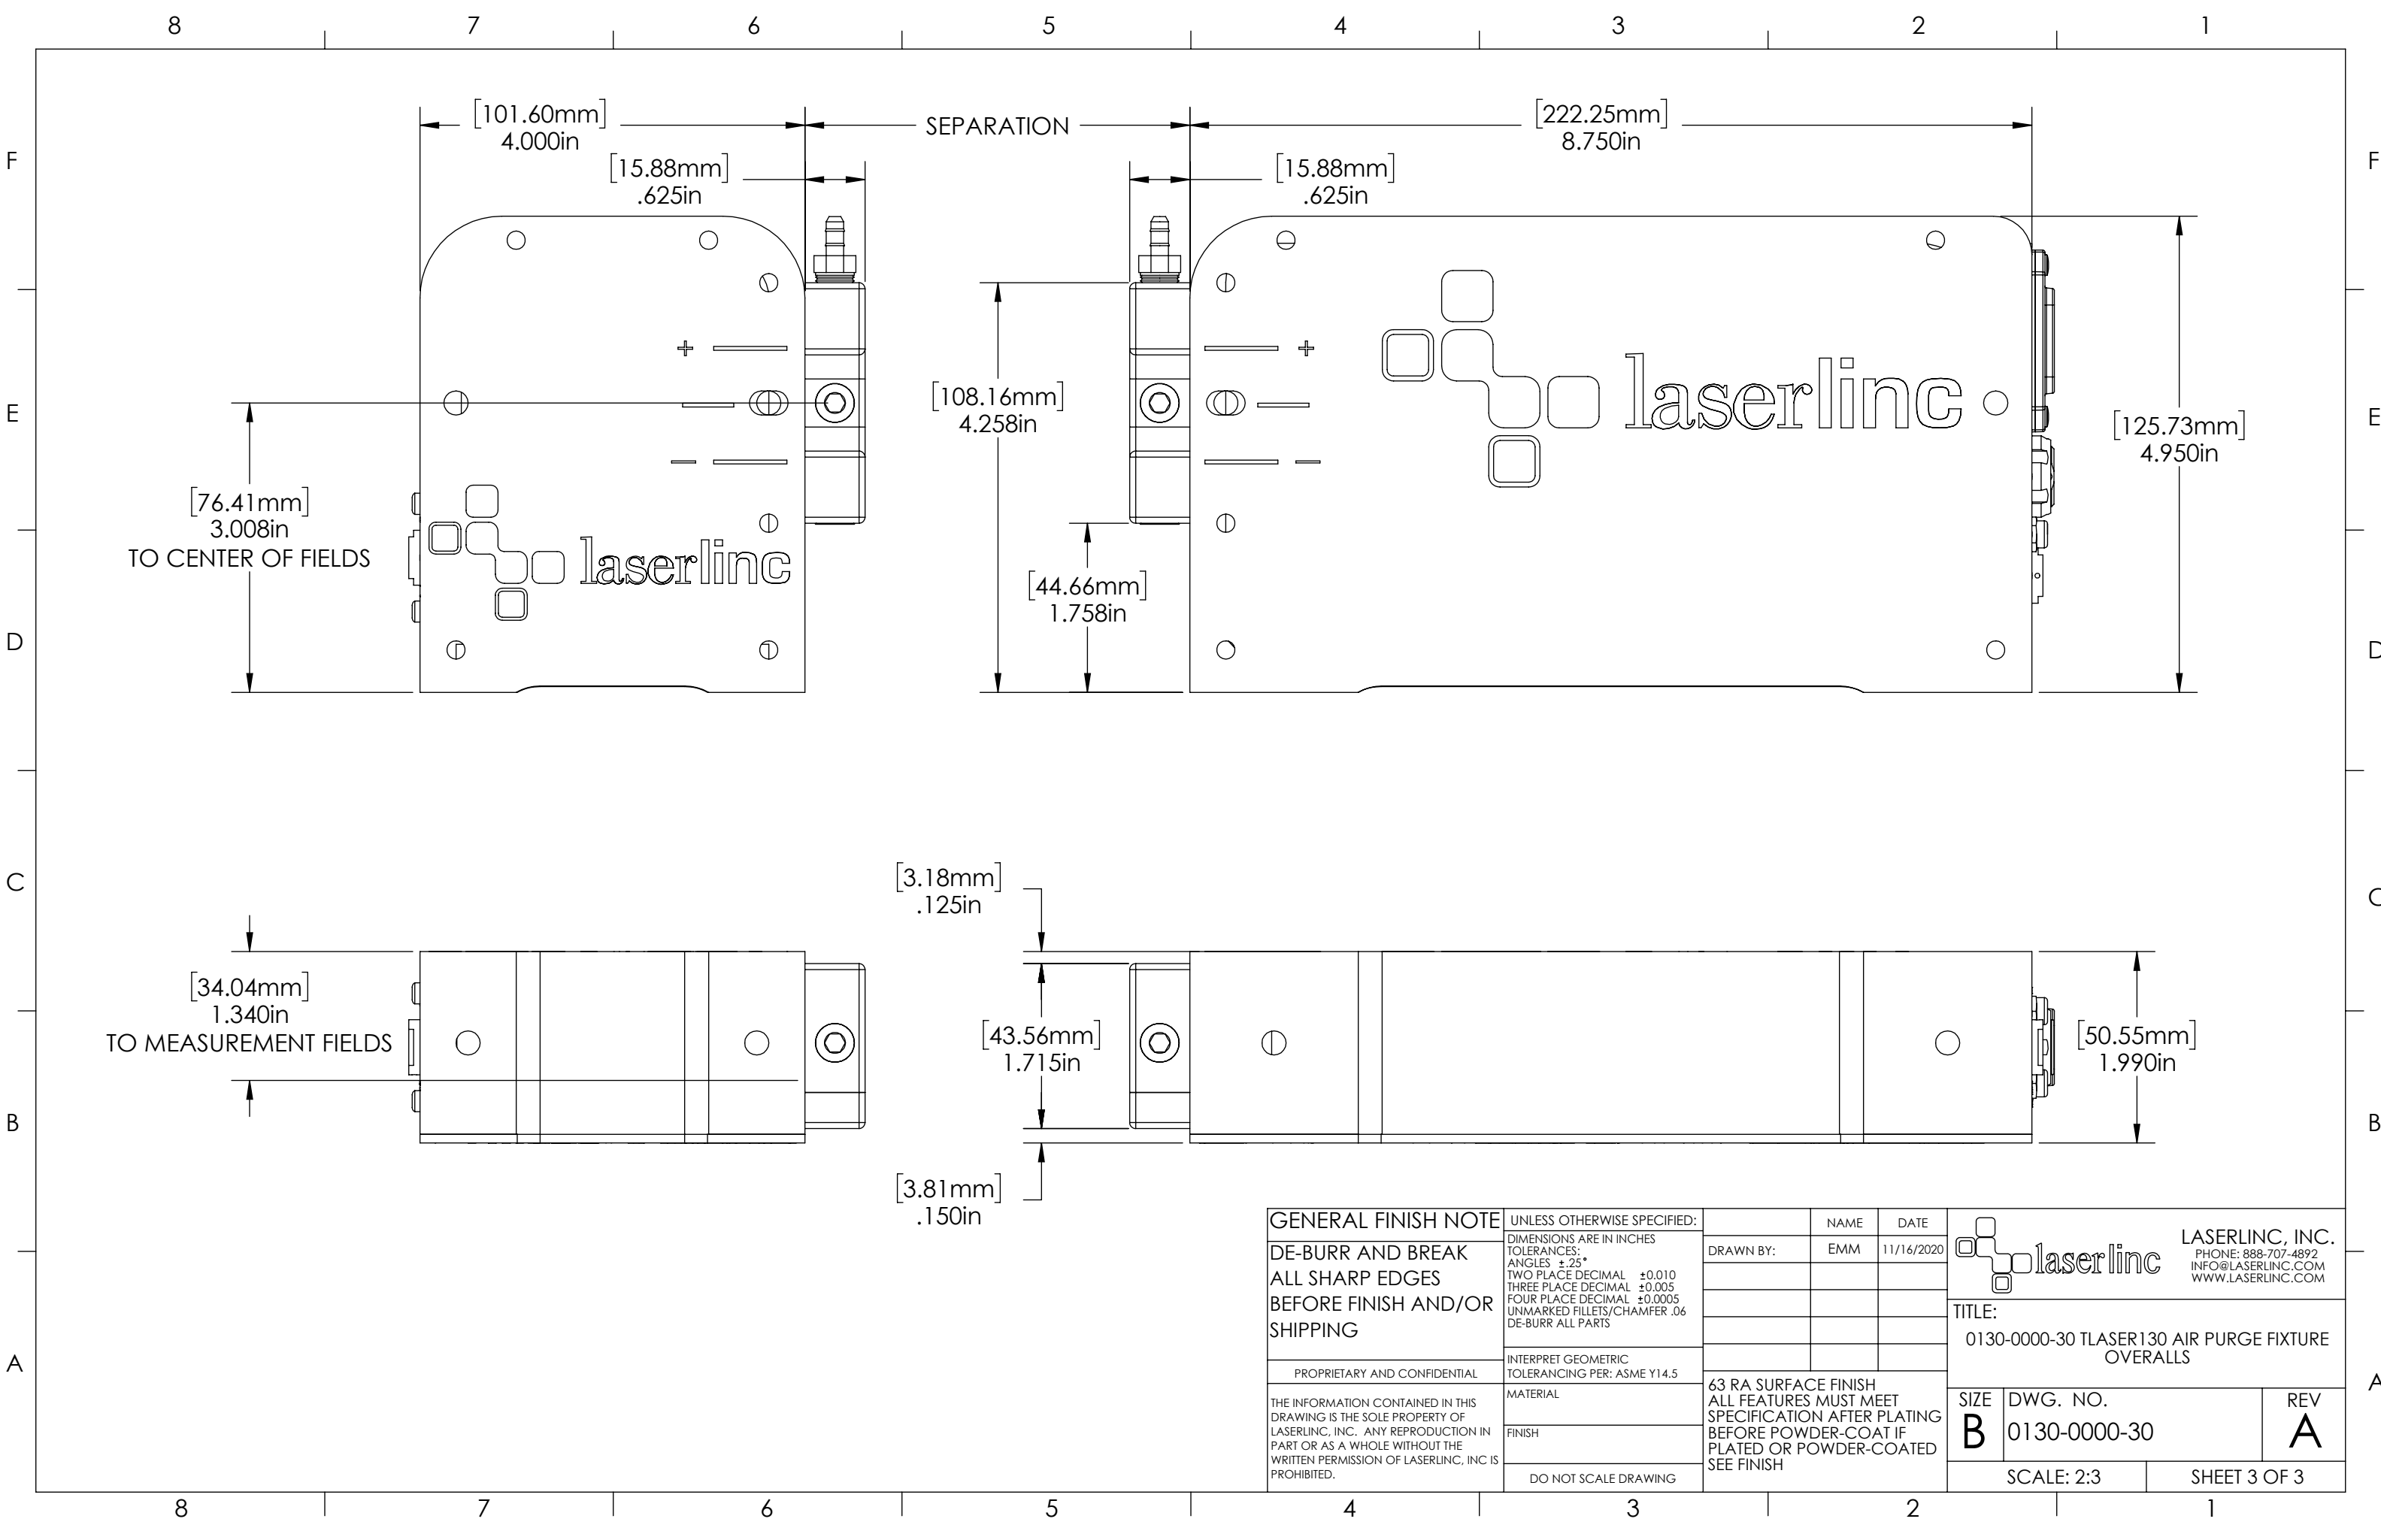 8 7 6 5 4 3 2 1
F F
[101.60mm]
4.000in
SEPARATION
[222.25mm]
8.750in
[15.88mm]
.625in
[15.88mm]
.625in
+ +
laserlinc
E E
[108.16mm]
4.258in
[125.73mm]
4.950in
- -
[76.41mm]
3.008in
TO CENTER OF FIELDS
laserlinc
[44.66mm]
1.758in
D D
C C
[3.18mm]
.125in
[34.04mm]
1.340in
TO MEASUREMENT FIELDS
[43.56mm]
1.715in
[50.55mm]
1.990in
B B
[3.81mm]
.150in
A A
GENERAL FINISH NOTE
DE-BURR AND BREAK
ALL SHARP EDGES
BEFORE FINISH AND/OR
SHIPPING
PROPRIETARY AND CONFIDENTIAL
THE INFORMATION CONTAINED IN THIS
DRAWING IS THE SOLE PROPERTY OF
LASERLINC, INC. ANY REPRODUCTION IN
PART OR AS A WHOLE WITHOUT THE
WRITTEN PERMISSION OF LASERLINC, INC IS
PROHIBITED.
UNLESS OTHERWISE SPECIFIED:
DIMENSIONS ARE IN INCHES
TOLERANCES:
ANGLES ±.25°
TWO PLACE DECIMAL ±0.010
THREE PLACE DECIMAL ±0.005
FOUR PLACE DECIMAL ±0.0005
UNMARKED FILLETS/CHAMFER .06
DE-BURR ALL PARTS
INTERPRET GEOMETRIC
TOLERANCING PER: ASME Y14.5
MATERIAL
FINISH
DO NOT SCALE DRAWING
NAME DATE
DRAWN BY: EMM 11/16/2020
63 RA SURFACE FINISH
ALL FEATURES MUST MEET
SPECIFICATION AFTER PLATING
BEFORE POWDER-COAT IF
PLATED OR POWDER-COATED
SEE FINISH
laserlinc
LASERLINC, INC.
PHONE: 888-707-4892
INFO@LASERLINC.COM
WWW.LASERLINC.COM
TITLE:
0130-0000-30 TLASER130 AIR PURGE FIXTURE
OVERALLS
SIZE DWG. NO. REV
B 0130-0000-30 A
SCALE: 2:3 SHEET 3 OF 3
8 7 6 5 4 3 2 1